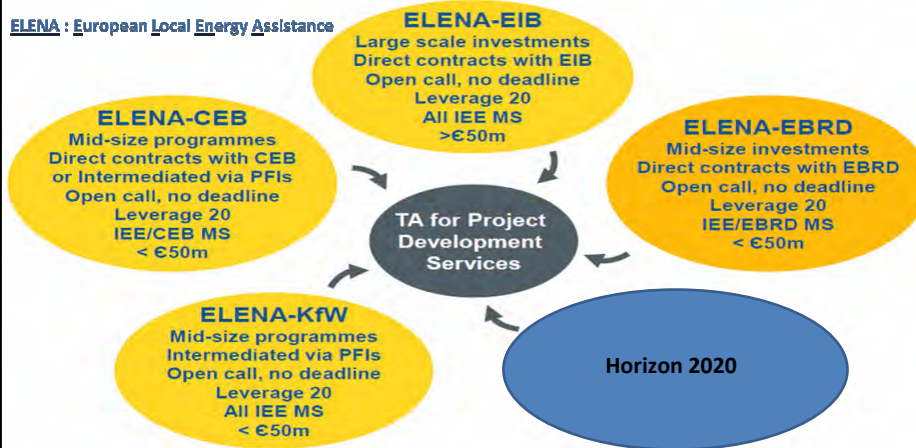 ELENA : European Local Energy Assistance
ELENA-EIB
Large scale investments
Direct contracts with EIB
Open call, no deadline
Leverage 20
All IEE MS
>€50m
ELENA-CEB
Mid-size programmes
Direct contracts with CEB
or Intermediated via PFIs
Open call, no deadline
Leverage 20
IEE/CEB MS
< €50m
ELENA-EBRD
Mid-size investments
Direct contracts with EBRD
Open call, no deadline
Leverage 20
IEE/EBRD MS
< €50m
TA for Project
Development
Services
ELENA-KfW
Mid-size programmes
Intermediated via PFIs
Open call, no deadline
Leverage 20
All IEE MS
< €50m
Horizon 2020